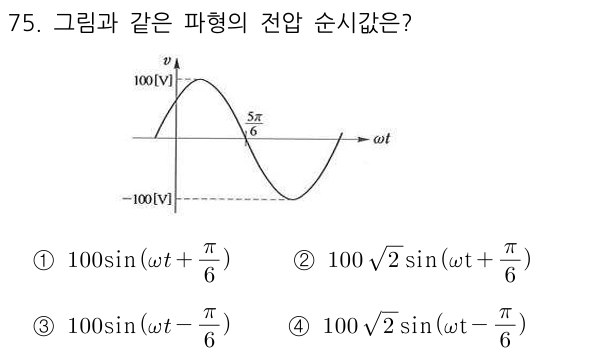 75. 그림과 같은 파형의 전압 순시값은?
v
100[V]
5π/6
ωt
−100[V]
① 100sin(ωt+π/6) ② 100√2 sin(ωt+π/6)
③ 100sin(ωt−π/6) ④ 100√2 sin(ωt−π/6)